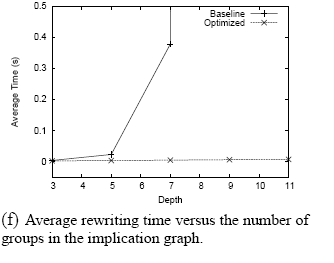 0.5
Baseline
Optimized
0.4
0.3
0.2
0.1
0
Average Time (s)
3 4 5 6 7 8 9 10 11
Depth
(f) Average rewriting time versus the number of
groups in the implication graph.